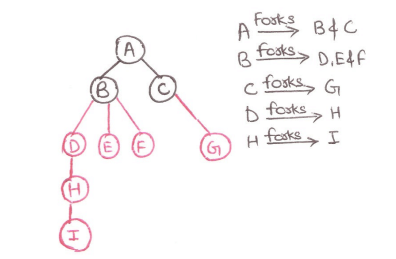 A
B
C
D
E
F
G
H
I
A forks B & C
B forks D, E & F
C forks G
D forks H
H forks I